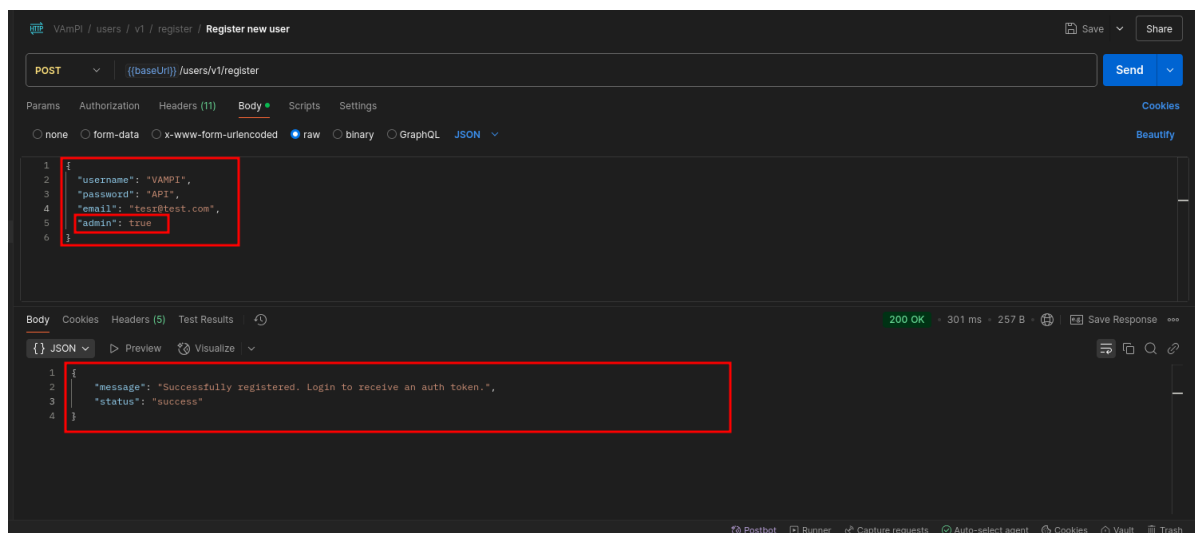 HTTP VAmPI / users / v1 / register / Register new user Save Share
POST {{baseUrl}} /users/v1/register Send
Params Authorization Headers (11) Body Scripts Settings Cookies
none form-data x-www-form-urlencoded raw binary GraphQL JSON Beautify
1 {
2 "username": "VAMPI",
3 "password": "API",
4 "email": "tesr@test.com",
5 "admin": true
6 }
Body Cookies Headers (5) Test Results 200 OK • 301 ms • 257 B • Save Response
{} JSON Preview Visualize
1 {
2 "message": "Successfully registered. Login to receive an auth token.",
3 "status": "success"
4 }
Postbot Runner Capture requests Auto-select agent Cookies Vault Trash